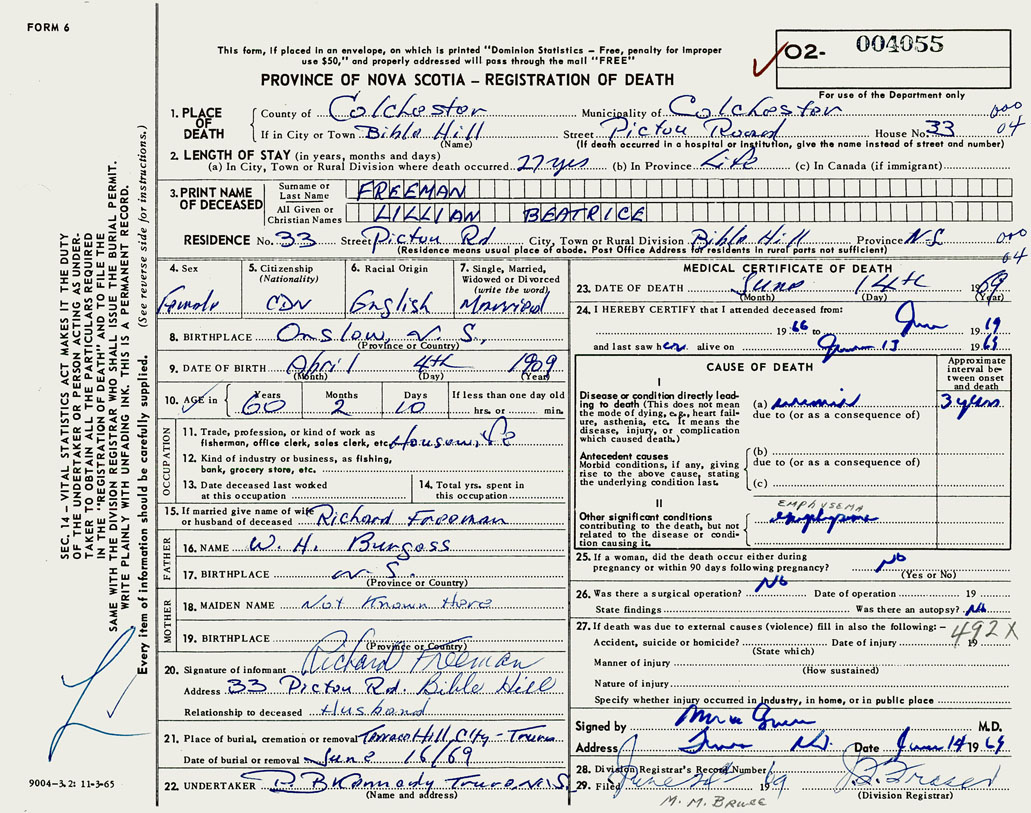 FORM 6
This form, if placed in an envelope, on which is printed "Dominion Statistics – Free, penalty for improper
use $50," and properly addressed will pass through the mail "FREE"
PROVINCE OF NOVA SCOTIA – REGISTRATION OF DEATH
O2- 004055
For use of the Department only
1. PLACE OF DEATH
County of Colchester Municipality of Colchester
If in City or Town Bible Hill Street Pictou Road House No. 33
(Name) (If death occurred in a hospital or institution, give the name instead of street and number)
000
04
2. LENGTH OF STAY (in years, months and days)
(a) In City, Town or Rural Division where death occurred 27 yrs (b) In Province Life (c) In Canada (if immigrant)
3. PRINT NAME OF DECEASED
Surname or Last Name FREEMAN
All Given or Christian Names LILLIAN BEATRICE
RESIDENCE No. 33 Street Pictou Rd City, Town or Rural Division Bible Hill Province N.S.
(Residence means usual place of abode. Post Office Address for residents in rural parts not sufficient)
000
04
4. Sex Female
5. Citizenship (Nationality) CDN
6. Racial Origin English
7. Single, Married, Widowed or Divorced (write the word) Married
8. BIRTHPLACE Onslow, N.S.,
(Province or Country)
9. DATE OF BIRTH April 4th 1909
(Month) (Day) (Year)
10. AGE in Years 60 Months 2 Days 10 If less than one day old hrs. or min.
OCCUPATION
11. Trade, profession, or kind of work as
fisherman, office clerk, sales clerk, etc. Housewife
12. Kind of industry or business, as fishing,
bank, grocery store, etc.
13. Date deceased last worked
at this occupation
14. Total yrs. spent in
this occupation
15. If married give name of wife
or husband of deceased Richard Freeman
FATHER
16. NAME W. H. Burgess
17. BIRTHPLACE N. S.
(Province or Country)
MOTHER
18. MAIDEN NAME Not Known Here
19. BIRTHPLACE
(Province or Country)
20. Signature of informant Richard Freeman
Address 33 Pictou Rd. Bible Hill
Relationship to deceased Husband
21. Place of burial, cremation or removal Terrace Hill City - Truro
Date of burial or removal June 16/69
22. UNDERTAKER Kennedy Truro, N.S.
(Name and address)
MEDICAL CERTIFICATE OF DEATH
23. DATE OF DEATH June 14th 1969
(Month) (Day) (Year)
24. I HEREBY CERTIFY that I attended deceased from:
19 66 to June 19 19
and last saw her alive on June 13 19 69
CAUSE OF DEATH
Approximate interval between onset and death
I
Disease or condition directly lead-
ing to death (This does not mean
the mode of dying, e.g., heart fail-
ure, asthenia, etc. It means the
disease, injury, or complication
which caused death.)
(a) 3 years
due to (or as a consequence of)
Antecedent causes
Morbid conditions, if any, giving
rise to the above cause, stating
the underlying condition last.
(b)
due to (or as a consequence of)
(c)
II
Other significant conditions
contributing to the death, but not
related to the disease or condi-
tion causing it.
EMPHYSEMA
emphysema
25. If a woman, did the death occur either during
pregnancy or within 90 days following pregnancy? No
(Yes or No)
26. Was there a surgical operation? No Date of operation 19
State findings Was there an autopsy? No
27. If death was due to external causes (violence) fill in also the following: –
492X
Accident, suicide or homicide? Date of injury 19
(State which)
Manner of injury
(How sustained)
Nature of injury
Specify whether injury occurred in industry, in home, or in public place
Signed by M.D.
Address Truro N.S. Date June 14 1969
28. Division Registrar's Record Number
29. Filed June 24 1969
(Division Registrar)
M. M. BRUCE
SEC. 14 – VITAL STATISTICS ACT MAKES IT THE DUTY
OF THE UNDERTAKER OR PERSON ACTING AS UNDER-
TAKER TO OBTAIN ALL THE PARTICULARS REQUIRED
IN THE "REGISTRATION OF DEATH" AND TO FILE THE
SAME WITH THE DIVISION REGISTRAR WHO SHALL ISSUE THE BURIAL PERMIT.
WRITE PLAINLY WITH UNFADING INK. THIS IS A PERMANENT RECORD.
Every item of information should be carefully supplied. (See reverse side for instructions.)
9004-3.2: 11-3-65